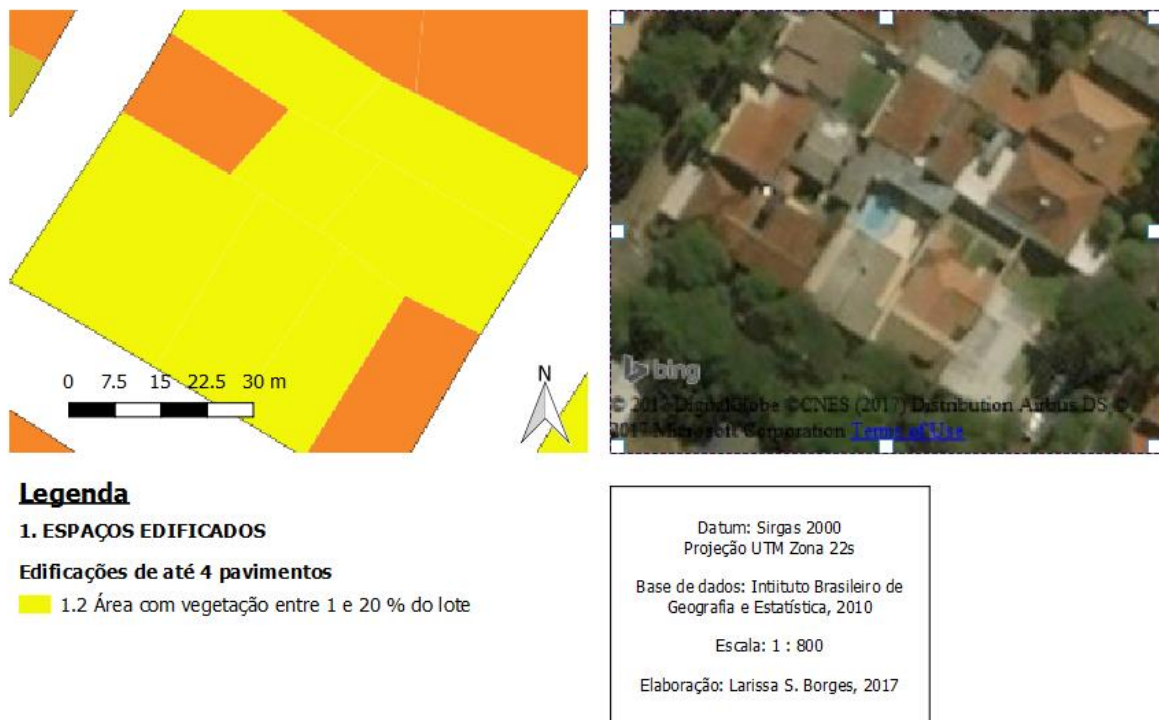 0 7.5 15 22.5 30 m
N
bing
© 2017 DigitalGlobe ©CNES (2017) Distribution Airbus DS ©
2017 Microsoft Corporation Terms of Use
Legenda
1. ESPAÇOS EDIFICADOS
Edificações de até 4 pavimentos
1.2 Área com vegetação entre 1 e 20 % do lote
Datum: Sirgas 2000
Projeção UTM Zona 22s
Base de dados: Intiituto Brasileiro de
Geografia e Estatística, 2010
Escala: 1 : 800
Elaboração: Larissa S. Borges, 2017